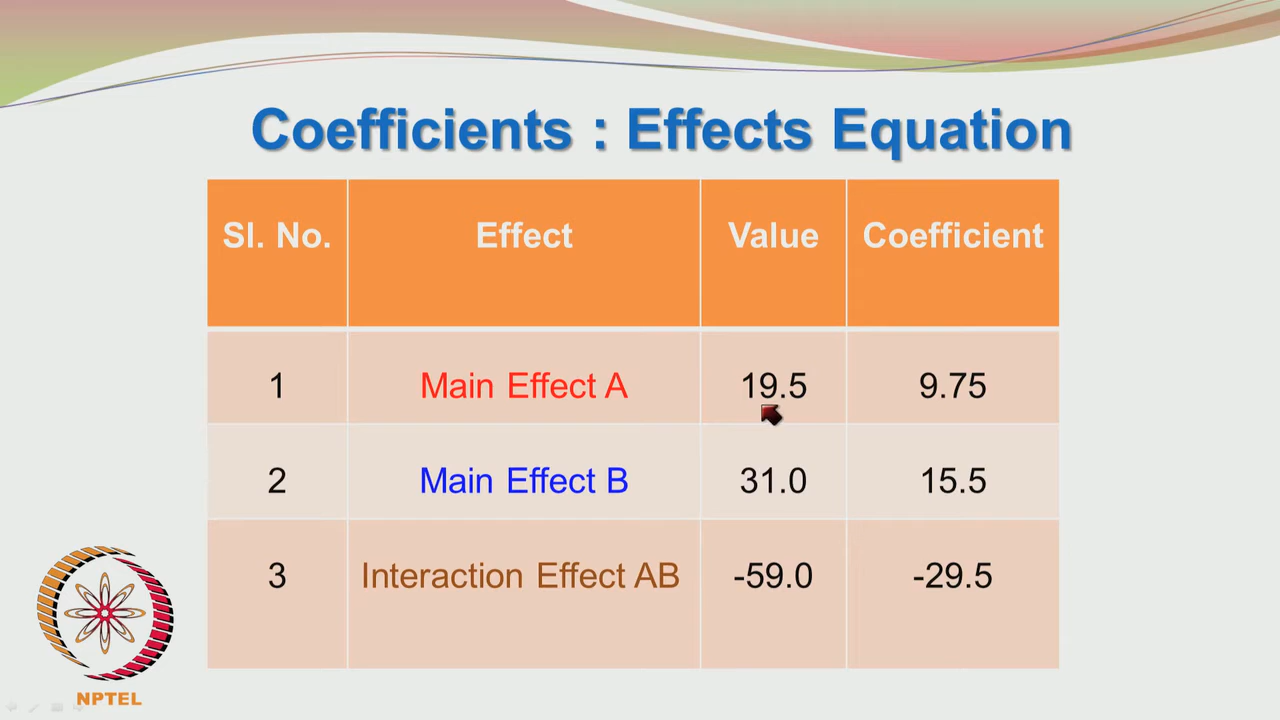 Coefficients : Effects Equation
Sl. No. Effect Value Coefficient
1 Main Effect A 19.5 9.75
2 Main Effect B 31.0 15.5
3 Interaction Effect AB -59.0 -29.5
NPTEL